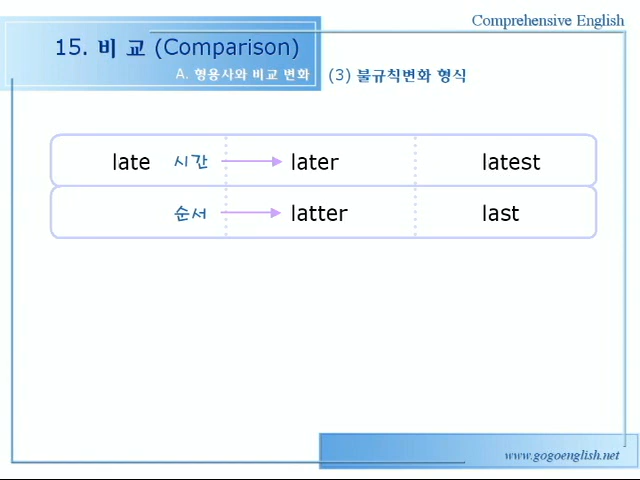 Comprehensive English
15. 비 교 (Comparison)
A. 형용사와 비교 변화 (3) 불규칙변화 형식
late 시간 later latest
순서 latter last
www.gogoenglish.net